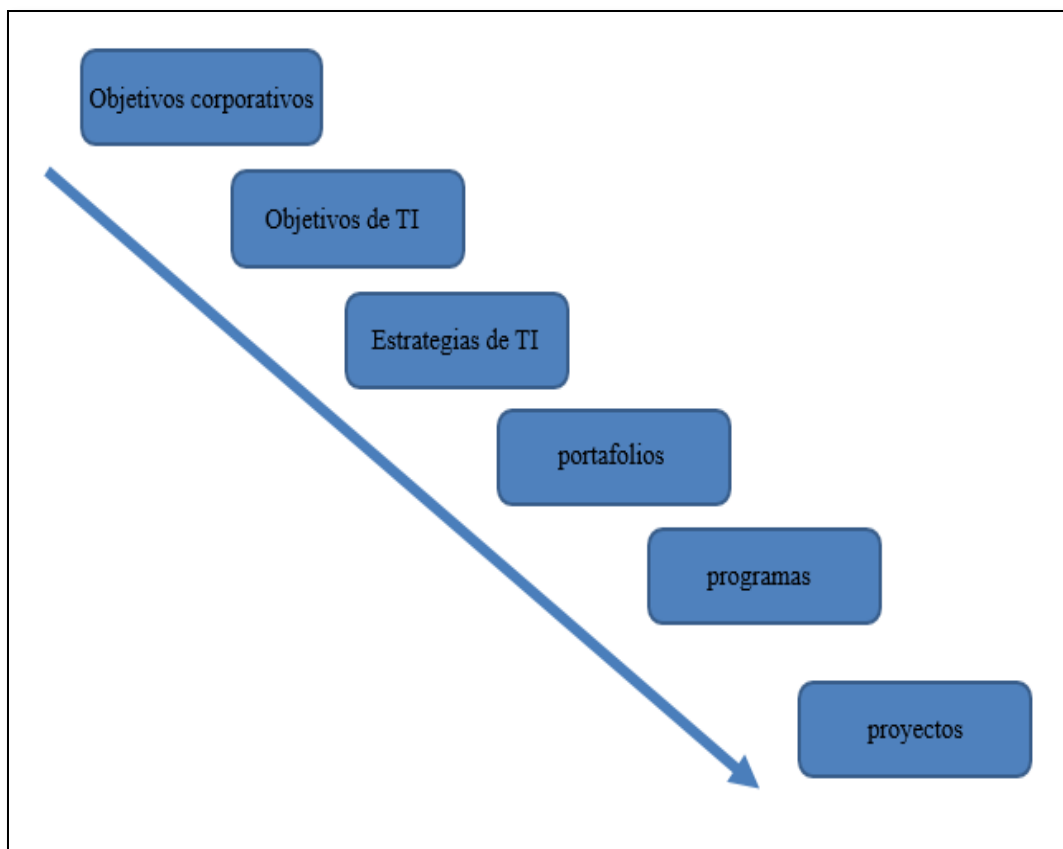 Objetivos corporativos
Objetivos de TI
Estrategias de TI
portafolios
programas
proyectos